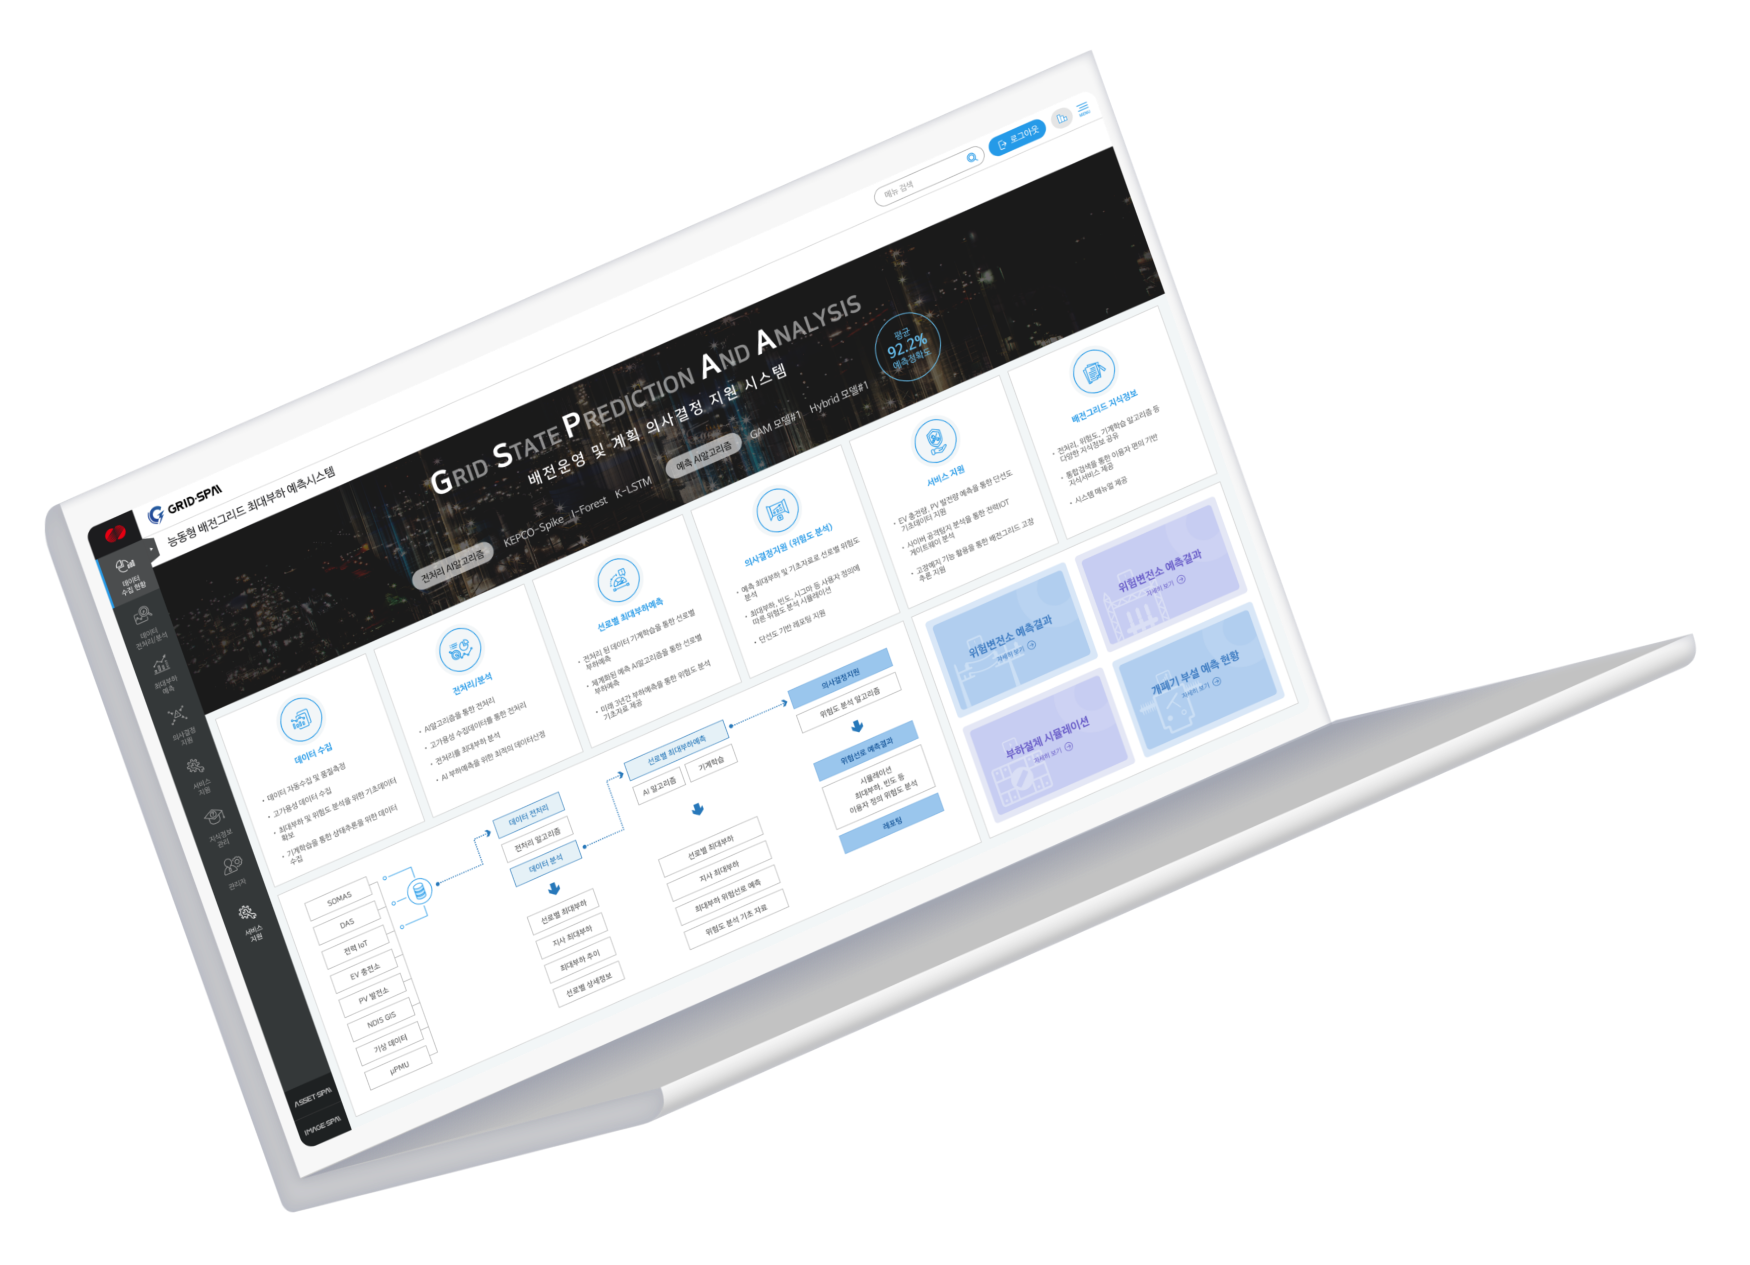 GRID·SPAI
능동형 배전그리드 최대부하 예측시스템
메뉴 검색
로그아웃
MENU
데이터
수집 현황
데이터
전처리/분석
최대부하
예측
의사결정
지원
서비스
지원
지식정보
관리
관리자
서비스
지원
ASSET·SPAI
IMAGE·SPAI
GRID STATE PREDICTION AND ANALYSIS
배전운영 및 계획 의사결정 지원 시스템
전처리 AI알고리즘 KEPCO-Spike I-Forest K-LSTM 예측 AI알고리즘 GAM 모델#1 Hybrid 모델#1
평균
92.2%
예측정확도
데이터 수집
· 데이터 자동수집 및 품질측정
· 고가용성 데이터 수집
· 최대부하 및 위험도 분석을 위한 기초데이터
확보
· 기계학습을 통한 상태추론을 위한 데이터
수집
전처리/분석
· AI알고리즘을 통한 전처리
· 고가용성 수집데이터를 통한 전처리
· 전처리를 최대부하 분석
· AI 부하예측을 위한 최적의 데이터선정
선로별 최대부하예측
· 전처리 된 데이터 기계학습을 통한 선로별
부하예측
· 체계화된 예측 AI알고리즘을 통한 선로별
부하예측
· 미래 3년간 부하예측을 통한 위험도 분석
기초자료 제공
의사결정지원 (위험도 분석)
· 예측 최대부하 및 기초자료로 선로별 위험도
분석
· 최대부하, 빈도, 시그마 등 사용자 정의에
따른 위험도 분석 시뮬레이션
· 단선도 기반 레포팅 지원
서비스 지원
· EV 충전량, PV 발전량 예측을 통한 단선도
기초데이터 지원
· 사이버 공격탐지 분석을 통한 전력IOT
게이트웨이 분석
· 고장예지 기능 활용을 통한 배전그리드 고장
추론 지원
배전그리드 지식정보
· 전처리, 위험도, 기계학습 알고리즘 등
다양한 지식정보 공유
· 통합검색을 통한 이용자 편의 기반
지식서비스 제공
· 시스템 매뉴얼 제공
SOMAS
DAS
전력 IoT
EV 충전소
PV 발전소
NDIS GIS
기상 데이터
μPMU
데이터 전처리
전처리 알고리즘
데이터 분석
선로별 최대부하
지사 최대부하
최대부하 추이
선로별 상세정보
선로별 최대부하예측
AI 알고리즘
기계학습
선로별 최대부하
지사 최대부하
최대부하 위험선로 예측
위험도 분석 기초 자료
의사결정지원
위험도 분석 알고리즘
위험선로 예측결과
시뮬레이션
최대부하, 빈도 등
이용자 정의 위험도 분석
레포팅
위험변전소 예측결과
자세히 보기
위험변전소 예측결과
자세히 보기
부하절체 시뮬레이션
자세히 보기
개폐기 부설 예측 현황
자세히 보기